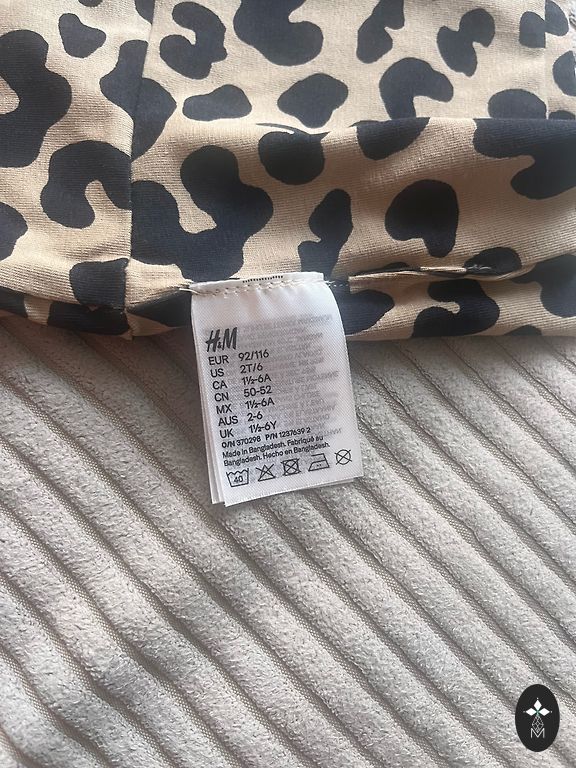 H&M
EUR 92/116
US 2T/6
CA 1½-6A
CN 50-52
MX 1½-6A
AUS 2-6
UK 1½-6Y
O/N 370298 P/N 1237639 2
Made in Bangladesh. Fabriqué au
Bangladesh. Hecho en Bangladesh.
40
M